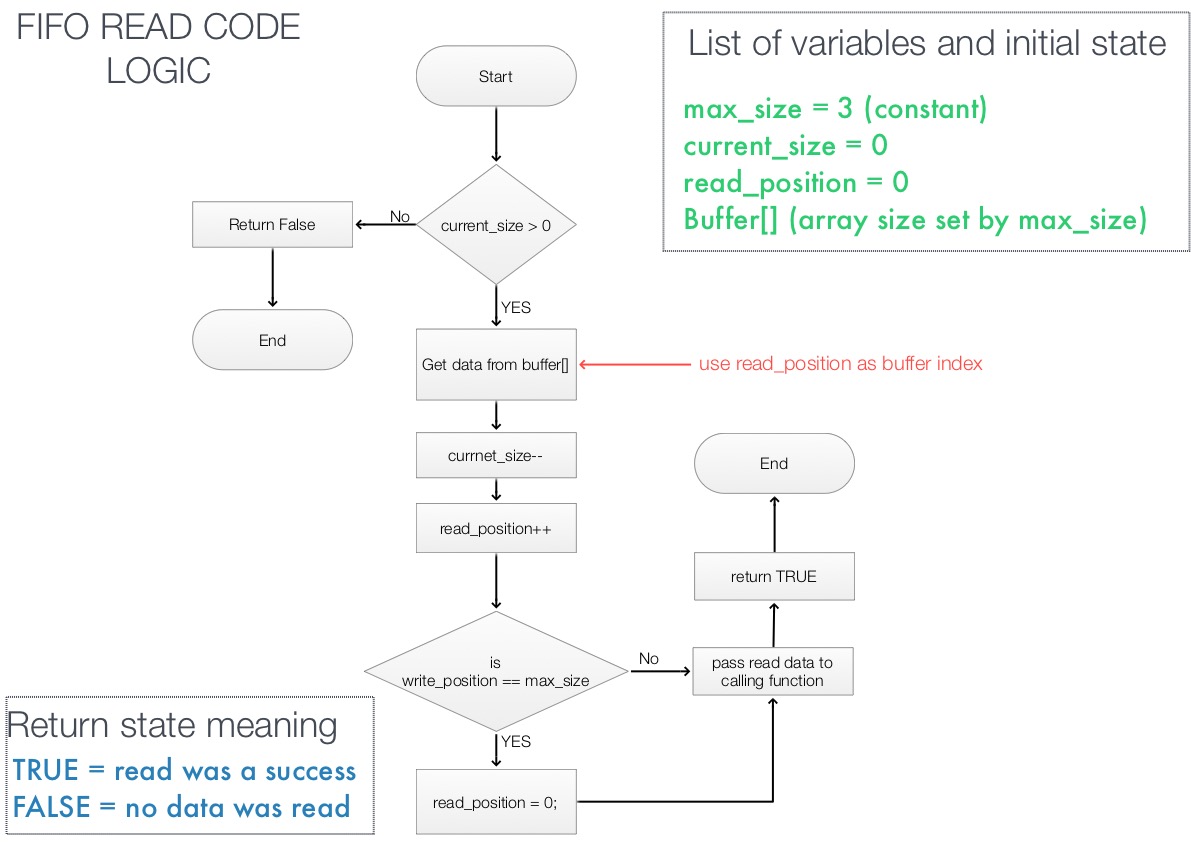 FIFO READ CODE
LOGIC
List of variables and initial state
max_size = 3 (constant)
current_size = 0
read_position = 0
Buffer[] (array size set by max_size)
Start
current_size > 0
No
Return False
End
YES
Get data from buffer[]
use read_position as buffer index
currnet_size--
read_position++
is
write_position == max_size
No
pass read data to
calling function
return TRUE
End
YES
read_position = 0;
Return state meaning
TRUE = read was a success
FALSE = no data was read